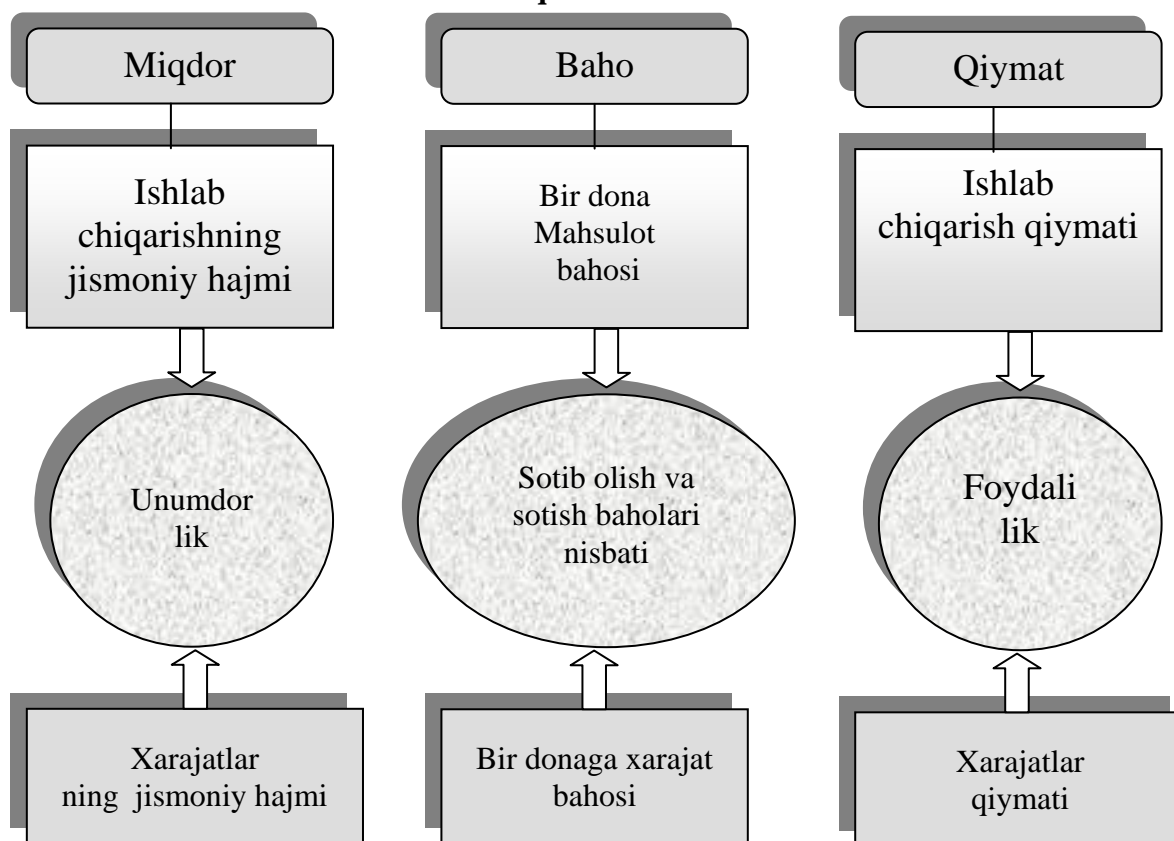 Miqdor
Baho
Qiymat
Ishlab
chiqarishning
jismoniy hajmi
Bir dona
Mahsulot
bahosi
Ishlab
chiqarish qiymati
Unumdor
lik
Sotib olish va
sotish baholari
nisbati
Foydali
lik
Xarajatlar
ning jismoniy hajmi
Bir donaga xarajat
bahosi
Xarajatlar
qiymati